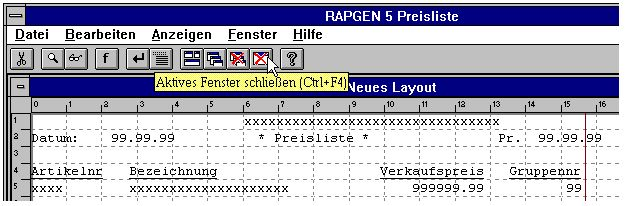 RAPGEN 5 Preisliste
Datei Bearbeiten Anzeigen Fenster Hilfe
f ?
Aktives Fenster schließen (Ctrl+F4)
Neues Layout
0 1 2 3 4 5 6 7 8 9 10 11 12 13 14 15 16
1 xxxxxxxxxxxxxxxxxxxxxxxxxxxxxxxx
2 Datum: 99.99.99 * Preisliste * Pr. 99.99.99
3
4 Artikelnr Bezeichnung Verkaufspreis Gruppennr
5 xxxx xxxxxxxxxxxxxxxxxxxx 999999.99 99